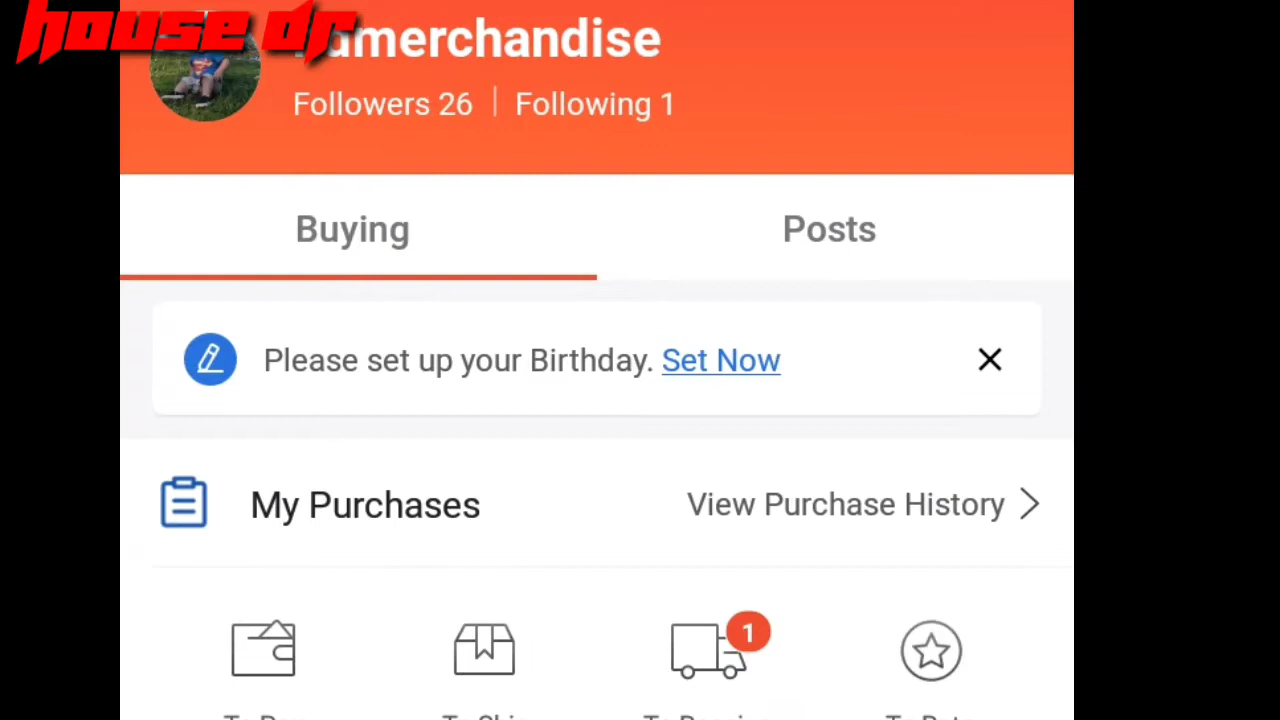 House Dr
merchandise
Followers 26 | Following 1
Buying
Posts
Please set up your Birthday. Set Now
My Purchases
View Purchase History
1